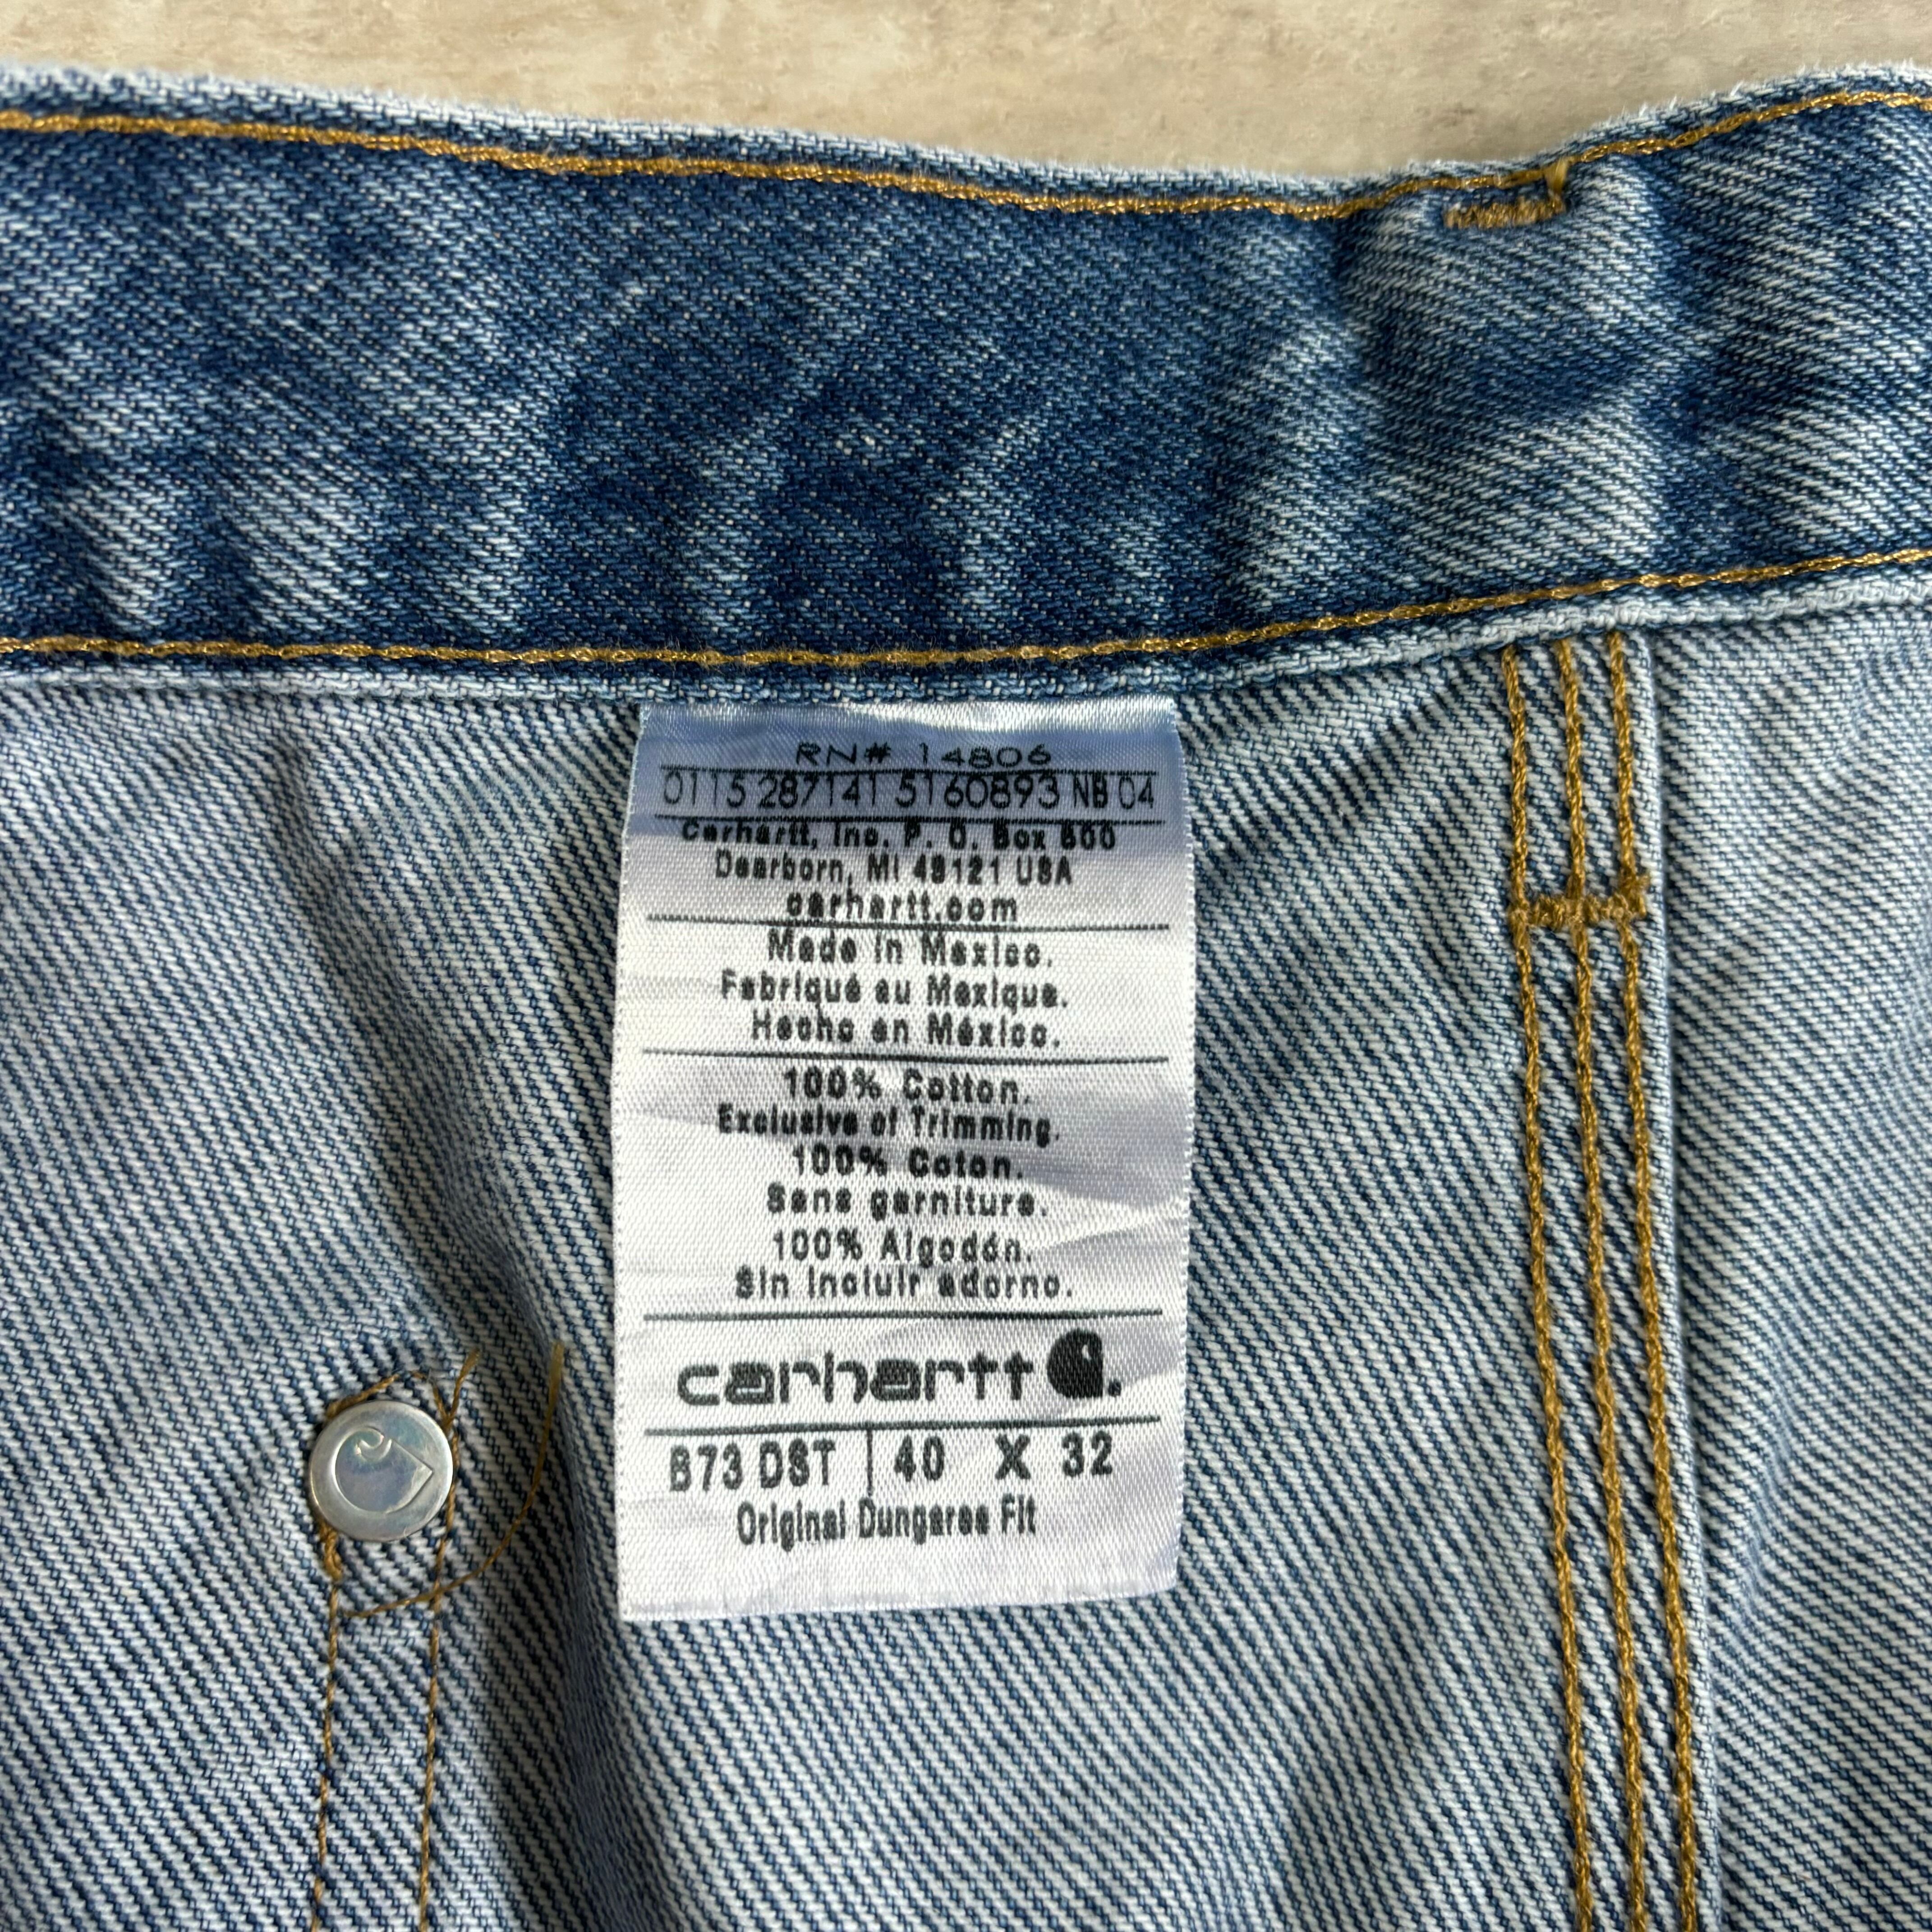 RN# 14806
0115 287141 5160893 NB 04
Carhartt, Inc. P. O. Box 600
Dearborn, MI 48121 USA
carhartt.com
Made in Mexico.
Fabriqué au Mexique.
Hecho en México.
100% Cotton.
Exclusive of Trimming.
100% Coton.
Sans garniture.
100% Algodón.
Sin incluir adorno.
carhartt
B73 DST | 40 X 32
Original Dungaree Fit